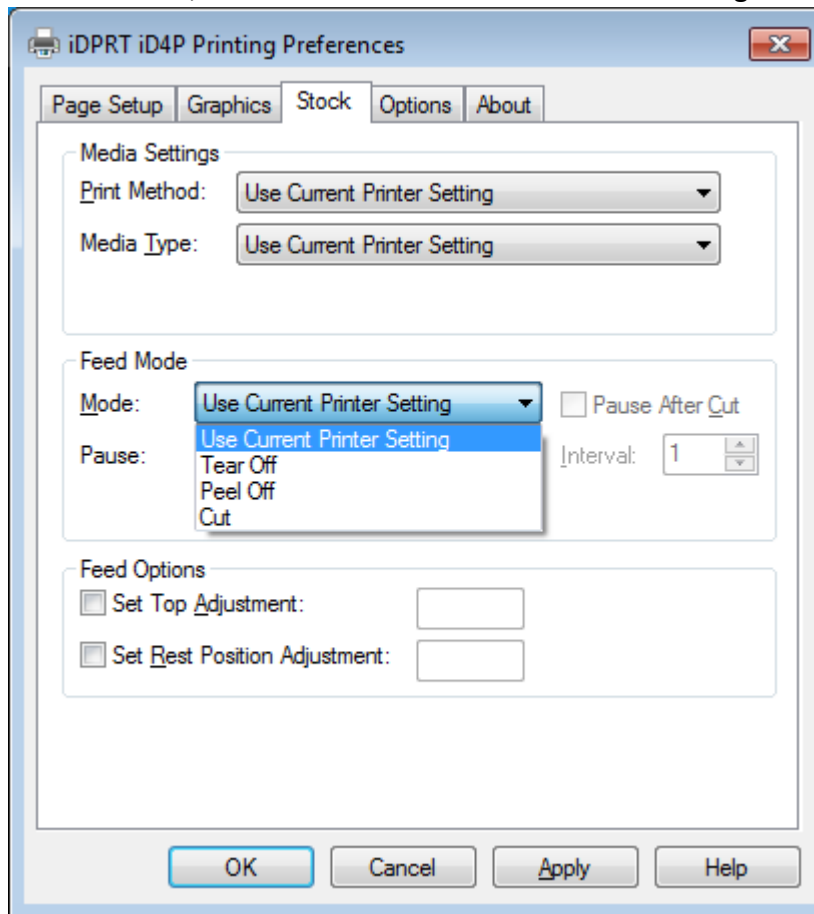 iDPRT iD4P Printing Preferences
Page Setup Graphics Stock Options About
Media Settings
Print Method: Use Current Printer Setting
Media Type: Use Current Printer Setting
Feed Mode
Mode: Use Current Printer Setting Pause After Cut
Use Current Printer Setting
Pause: Tear Off Interval: 1
Peel Off
Cut
Feed Options
Set Top Adjustment:
Set Rest Position Adjustment:
OK Cancel Apply Help